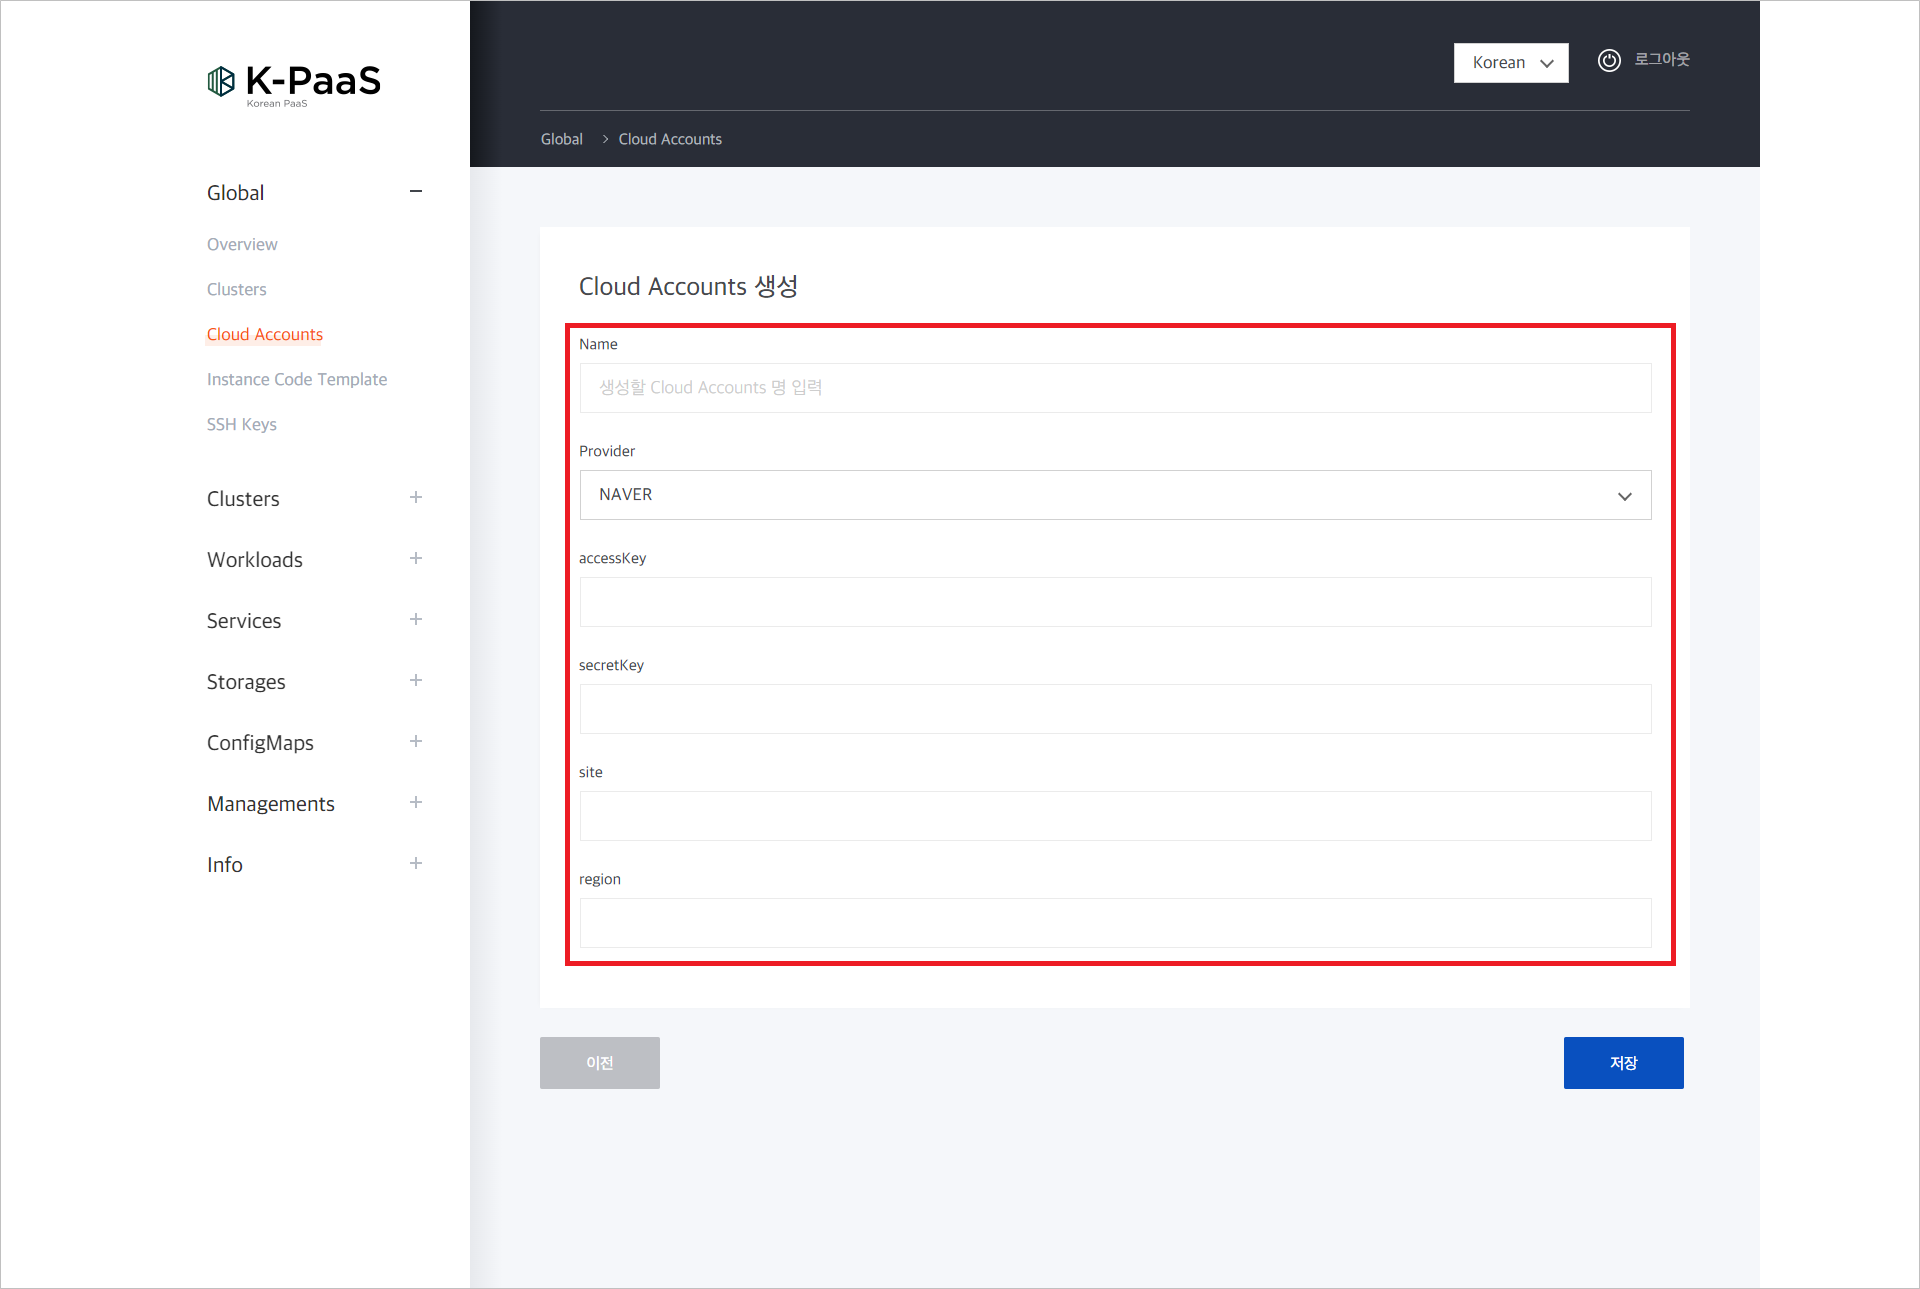 K-PaaS
Korean PaaS
Korean
로그아웃
Global > Cloud Accounts
Global
Overview
Clusters
Cloud Accounts
Instance Code Template
SSH Keys
Clusters
Workloads
Services
Storages
ConfigMaps
Managements
Info
Cloud Accounts 생성
Name
생성할 Cloud Accounts 명 입력
Provider
NAVER
accessKey
secretKey
site
region
이전
저장